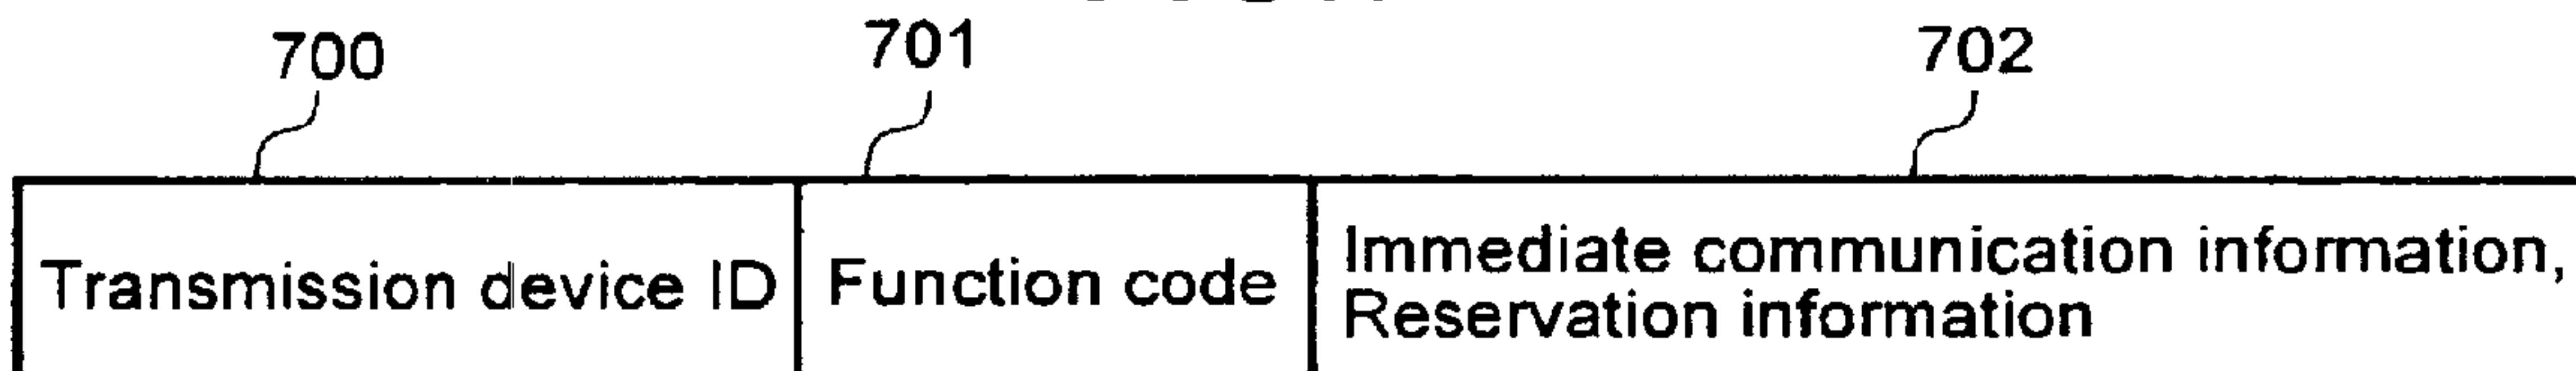 700 701 702
Transmission device ID Function code Immediate communication information,
Reservation information